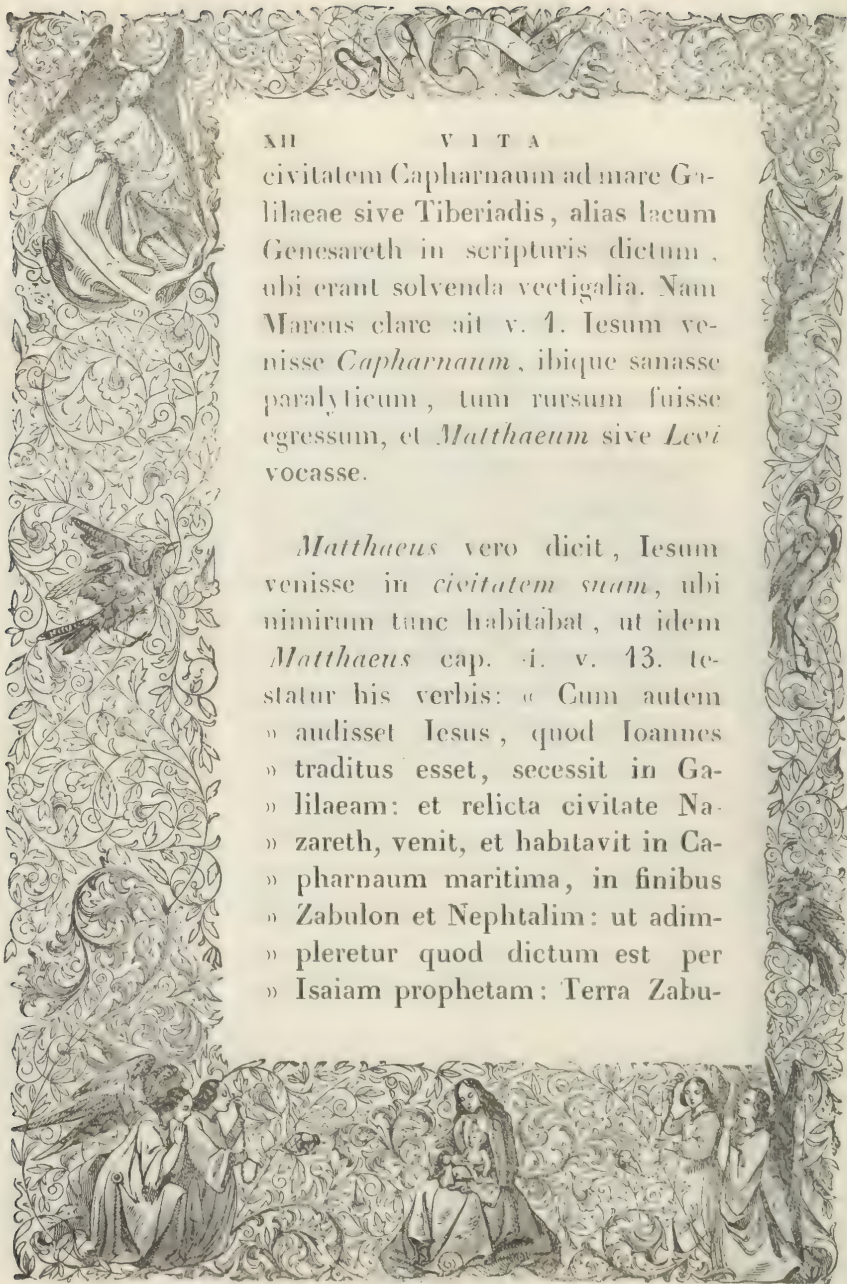 XII VITA
civitatem Capharnaum ad mare Ga-
lilaeae sive Tiberiadis, alias lacum
Genesareth in scripturis dictum,
ubi erant solvenda vectigalia. Nam
Marcus clare ait v. 1. Iesum ve-
nisse Capharnaum, ibique sanasse
paralyticum, tum rursum fuisse
egressum, et Matthaeum sive Levi
vocasse.
Matthaeus vero dicit, Iesum
venisse in civitatem suam, ubi
nimirum tunc habitabat, ut idem
Matthaeus cap. i. v. 13. te-
statur his verbis: « Cum autem
» audisset Iesus, quod Ioannes
» traditus esset, secessit in Ga-
» lilaeam: et relicta civitate Na-
» zareth, venit, et habitavit in Ca-
» pharnaum maritima, in finibus
» Zabulon et Nephtalim: ut adim-
» pleretur quod dictum est per
» Isaiam prophetam: Terra Zabu-